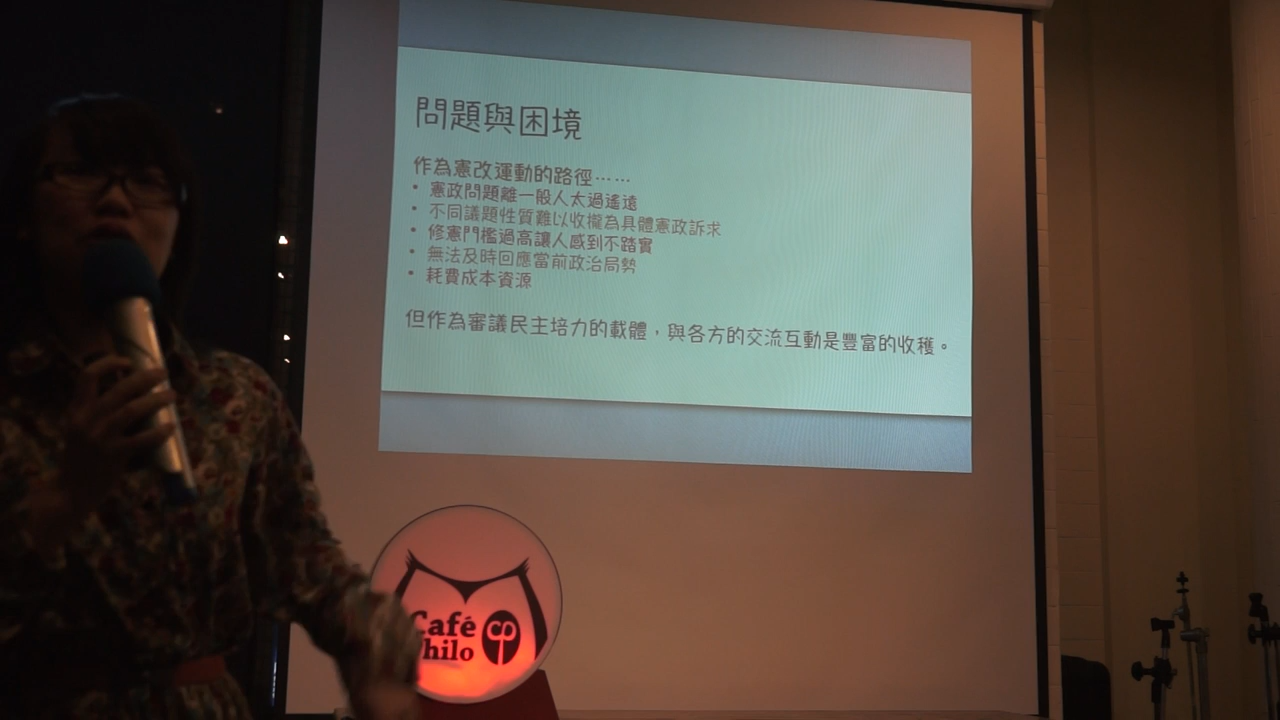 問題與困境
作為憲改運動的路徑……
• 憲政問題離一般人太過遙遠
• 不同議題性質難以收攏為具體憲政訴求
• 修憲門檻過高讓人感到不踏實
• 無法及時回應當前政治局勢
• 耗費成本資源
但作為審議民主培力的載體，與各方的交流互動是豐富的收穫。
Café
hilo